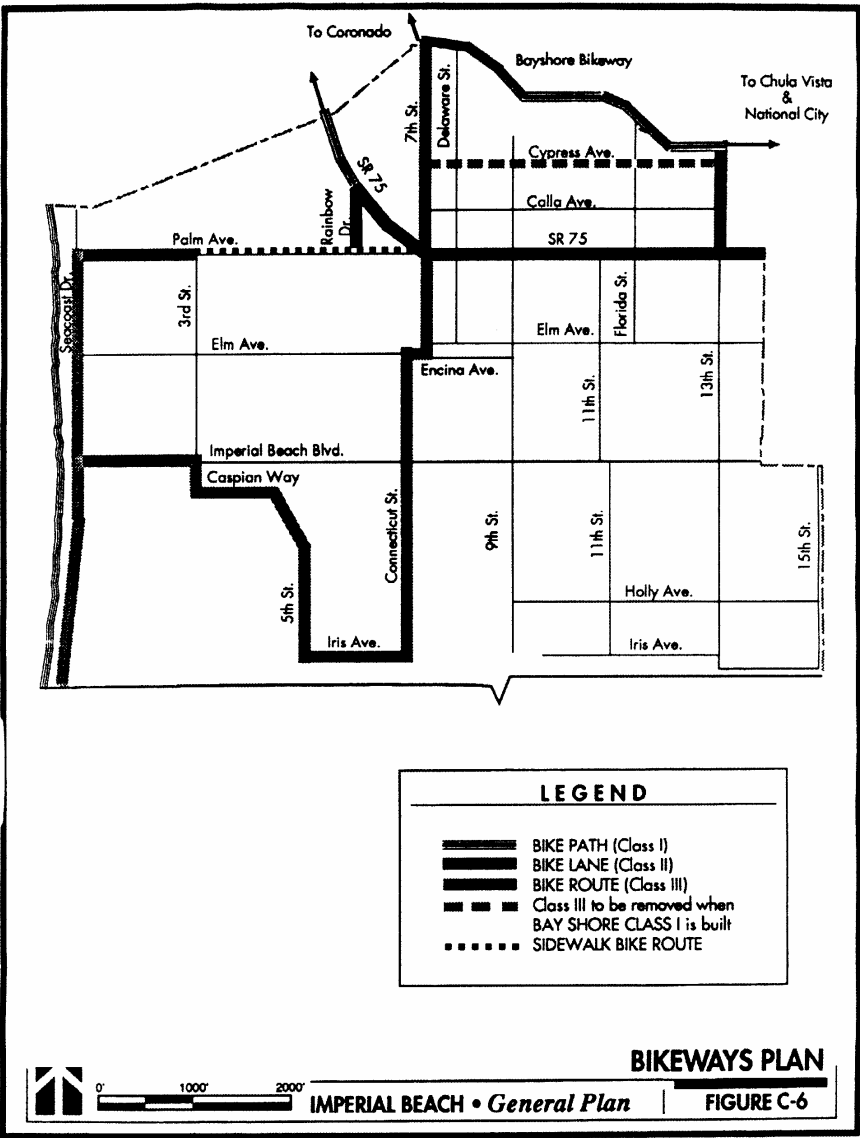 To Coronado
Bayshore Bikeway
To Chula Vista
&
National City
7th St.
Delaware St.
Cypress Ave.
SR 75
Calla Ave.
Rainbow
Dr.
Palm Ave.
SR 75
Seacoast Dr.
3rd St.
Elm Ave.
Florida St.
Elm Ave.
Encina Ave.
11th St.
13th St.
Imperial Beach Blvd.
Caspian Way
Connecticut St.
9th St.
11th St.
15th St.
5th St.
Holly Ave.
Iris Ave.
Iris Ave.
LEGEND
BIKE PATH (Class I)
BIKE LANE (Class II)
BIKE ROUTE (Class III)
Class III to be removed when
BAY SHORE CLASS I is built
SIDEWALK BIKE ROUTE
BIKEWAYS PLAN
0' 1000' 2000'
IMPERIAL BEACH • General Plan
FIGURE C-6